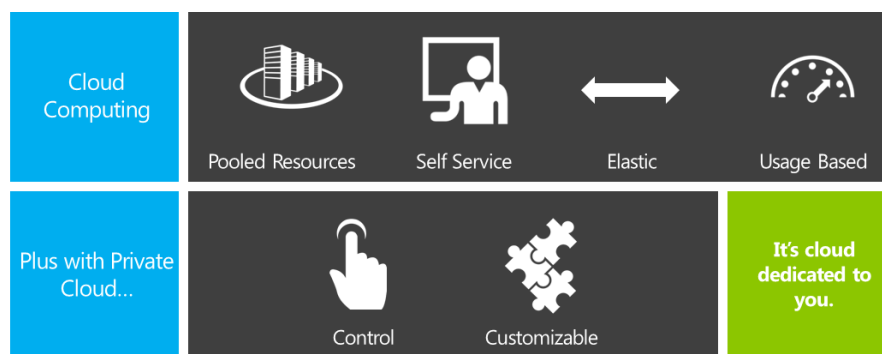 Cloud
Computing
Pooled Resources
Self Service
Elastic
Usage Based
Plus with Private
Cloud...
Control
Customizable
It's cloud
dedicated to
you.